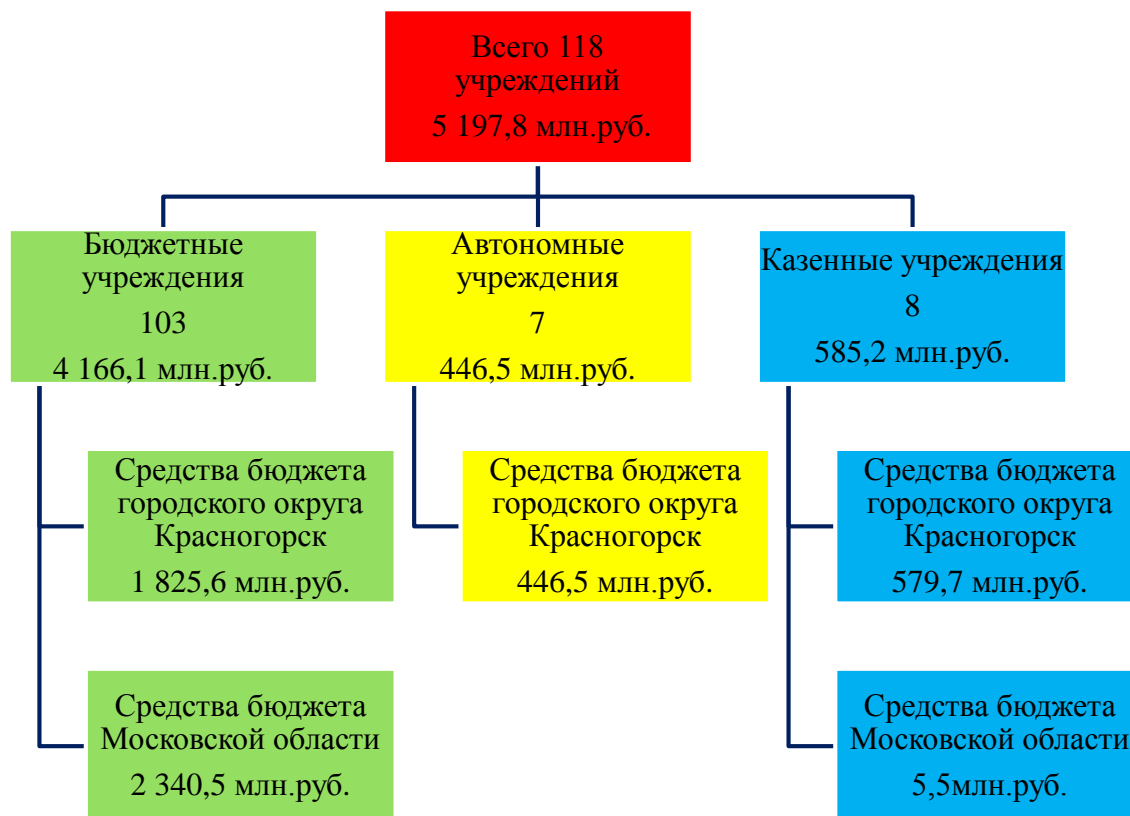 Всего 118
учреждений
5 197,8 млн.руб.
Бюджетные
учреждения
103
4 166,1 млн.руб.
Автономные
учреждения
7
446,5 млн.руб.
Казенные учреждения
8
585,2 млн.руб.
Средства бюджета
городского округа
Красногорск
1 825,6 млн.руб.
Средства бюджета
городского округа
Красногорск
446,5 млн.руб.
Средства бюджета
городского округа
Красногорск
579,7 млн.руб.
Средства бюджета
Московской области
2 340,5 млн.руб.
Средства бюджета
Московской области
5,5млн.руб.